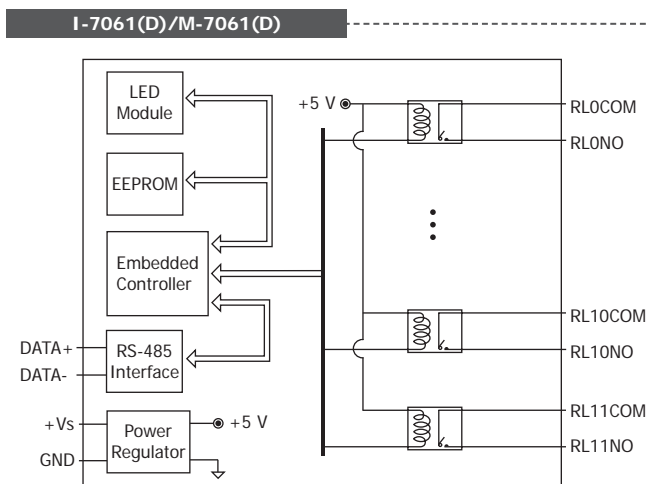 I-7061(D)/M-7061(D)
LED
Module
+5 V
RL0COM
RL0NO
EEPROM
Embedded
Controller
RL10COM
RL10NO
DATA+
DATA-
RS-485
Interface
RL11COM
RL11NO
+Vs
GND
Power
Regulator
+5 V